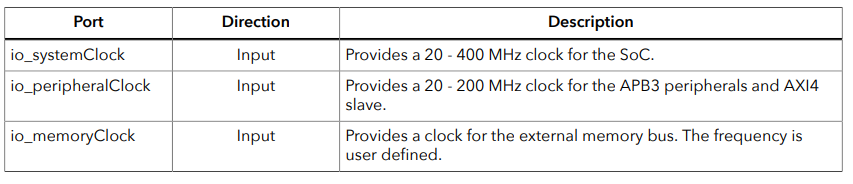 Port Direction Description
io_systemClock Input Provides a 20 - 400 MHz clock for the SoC.
io_peripheralClock Input Provides a 20 - 200 MHz clock for the APB3 peripherals and AXI4
slave.
io_memoryClock Input Provides a clock for the external memory bus. The frequency is
user defined.